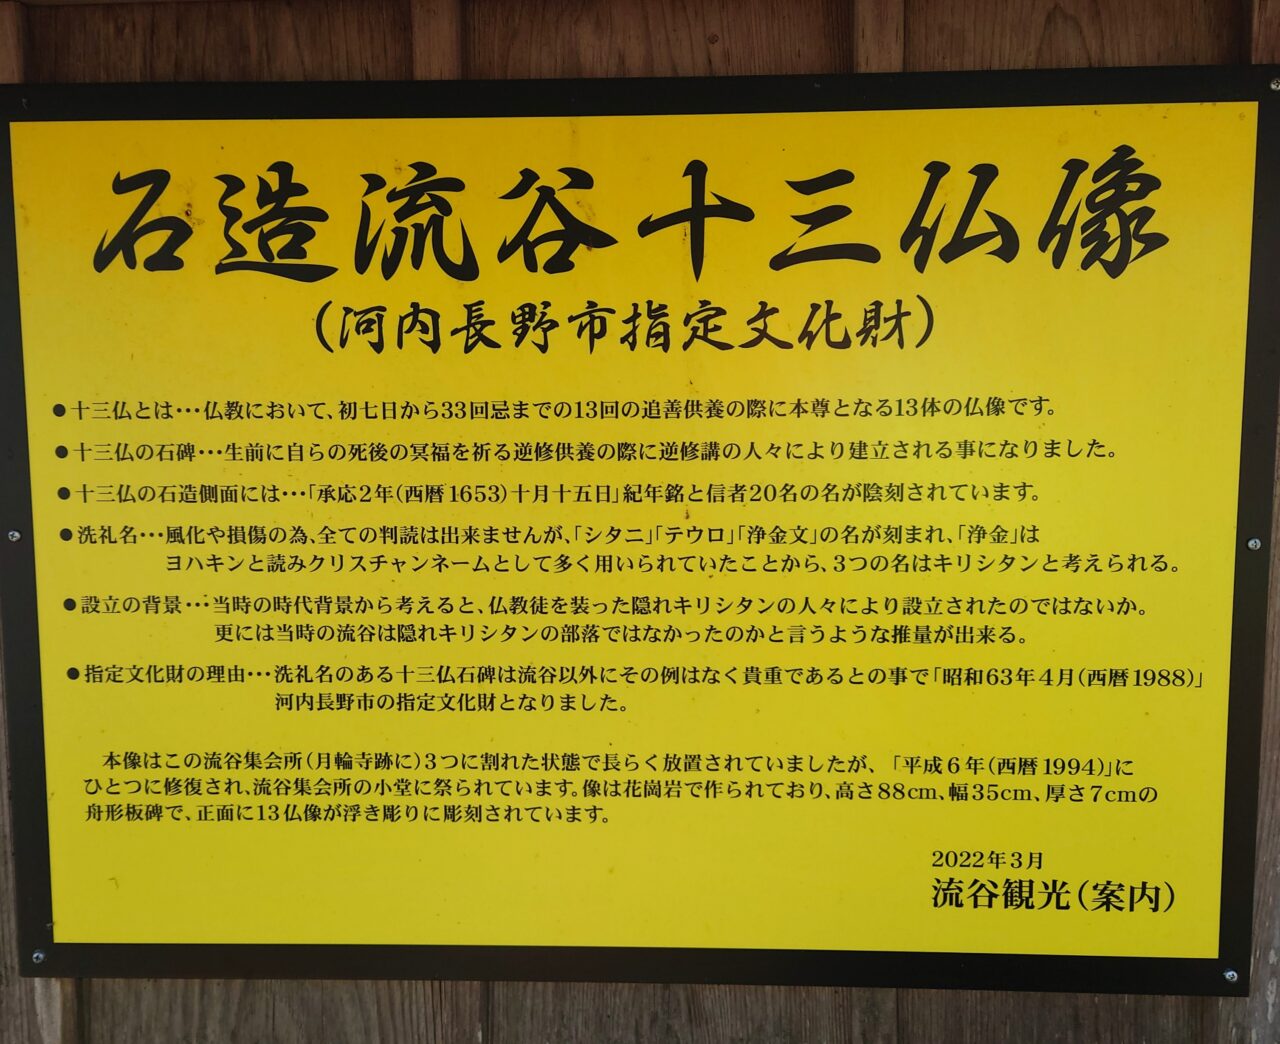 石造流谷十三仏像
(河内長野市指定文化財)
●十三仏とは・・・仏教において、初七日から33回忌までの13回の追善供養の際に本尊となる13体の仏像です。
●十三仏の石碑・・・生前に自らの死後の冥福を祈る逆修供養の際に逆修講の人々により建立される事になりました。
●十三仏の石造側面には・・・「承応2年(西暦1653)十月十五日」紀年銘と信者20名の名が陰刻されています。
●洗礼名・・・風化や損傷の為、全ての判読は出来ませんが、「シタニ」「テウロ」「浄金文」の名が刻まれ、「浄金」は
ヨハキンと読みクリスチャンネームとして多く用いられていたことから、3つの名はキリシタンと考えられる。
●設立の背景・・・当時の時代背景から考えると、仏教徒を装った隠れキリシタンの人々により設立されたのではないか。
更には当時の流谷は隠れキリシタンの部落ではなかったのかと言うような推量が出来る。
●指定文化財の理由・・・洗礼名のある十三仏石碑は流谷以外にその例はなく貴重であるとの事で「昭和63年4月(西暦1988)」
河内長野市の指定文化財となりました。
本像はこの流谷集会所(月輪寺跡に)3つに割れた状態で長らく放置されていましたが、「平成6年(西暦1994)」に
ひとつに修復され、流谷集会所の小堂に祭られています。像は花崗岩で作られており、高さ88cm、幅35cm、厚さ7cmの
舟形板碑で、正面に13仏像が浮き彫りに彫刻されています。
2022年3月
流谷観光(案内)